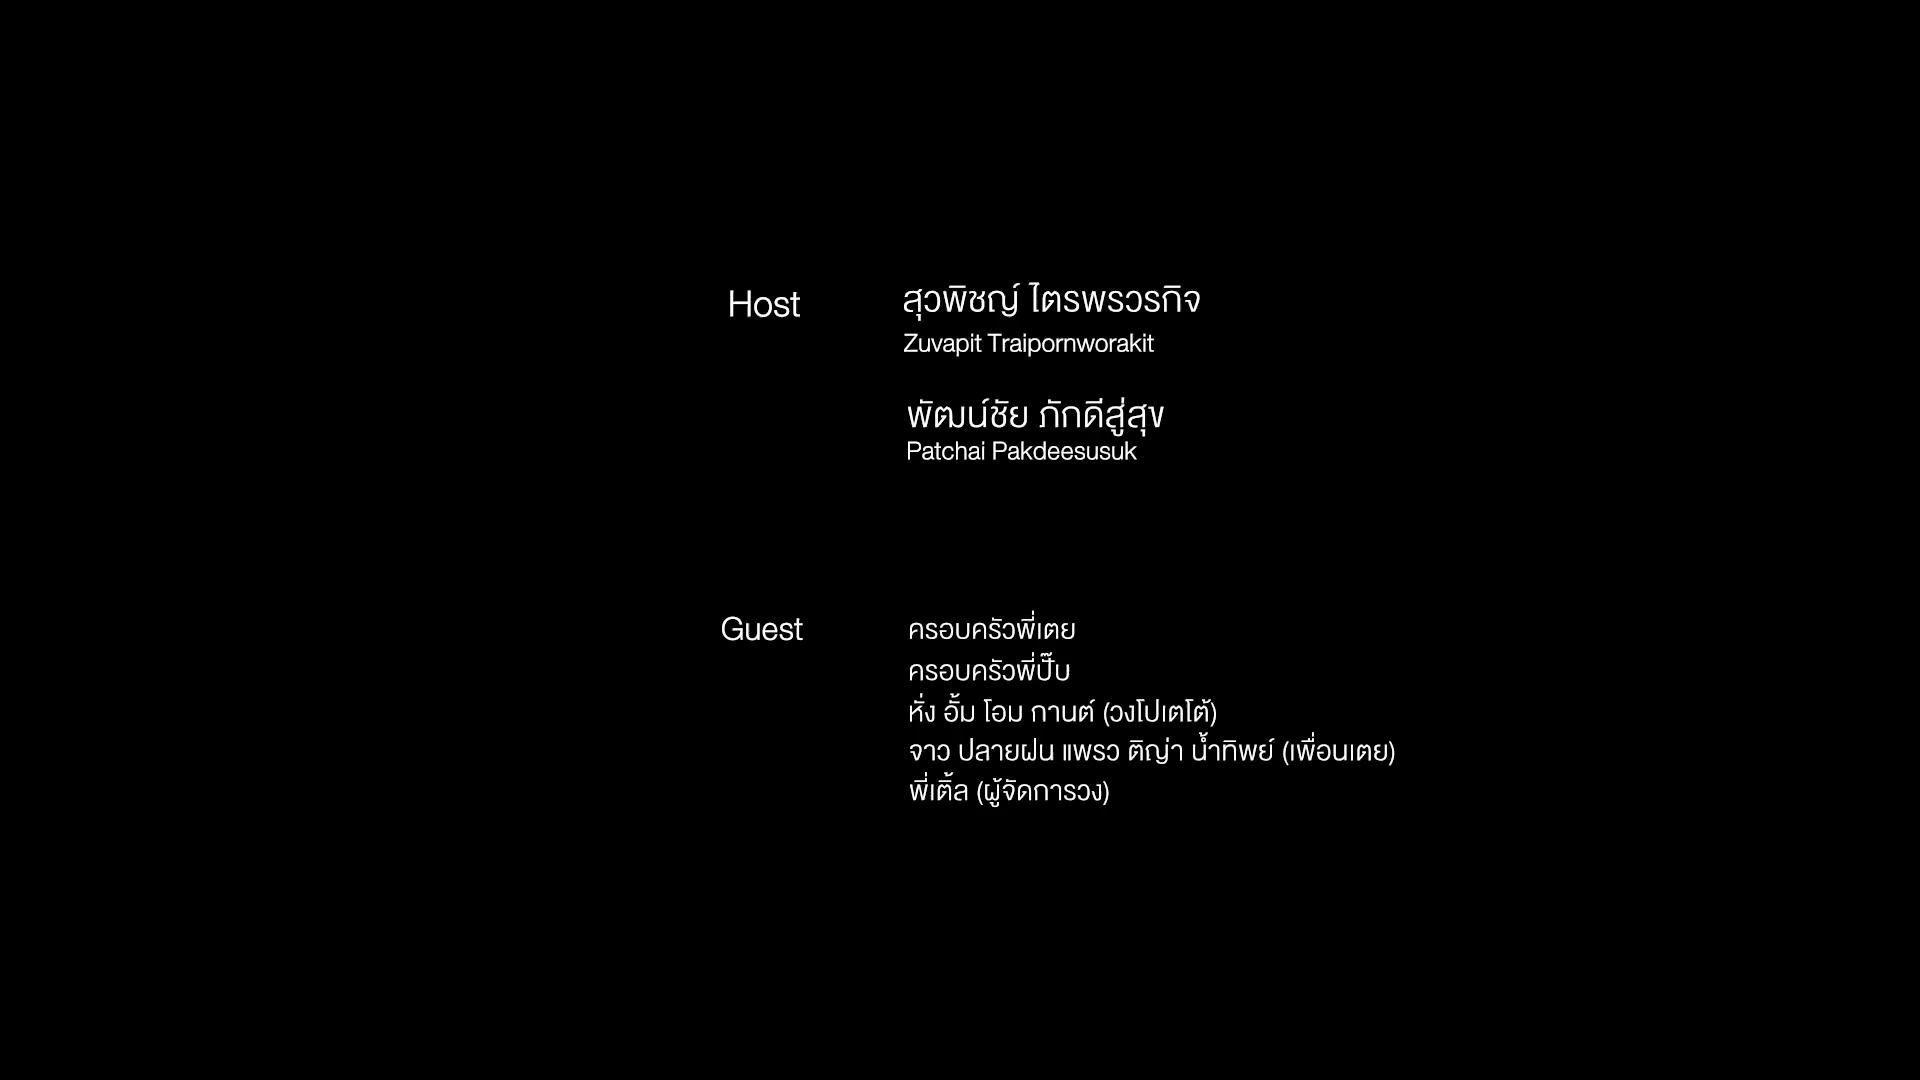 Host
สุวพิชญ์ ไตรพรวรกิจ
Zuvapit Traipornworakit
พัฒน์ชัย ภักดีสู่สุข
Patchai Pakdeesusuk
Guest
ครอบครัวพี่เตย
ครอบครัวพี่ปั๊บ
หั่ง อั้ม โอม กานต์ (วงโปเตโต้)
จาว ปลายฝน แพรว ติญ่า น้ำทิพย์ (เพื่อนเตย)
พี่เติ้ล (ผู้จัดการวง)